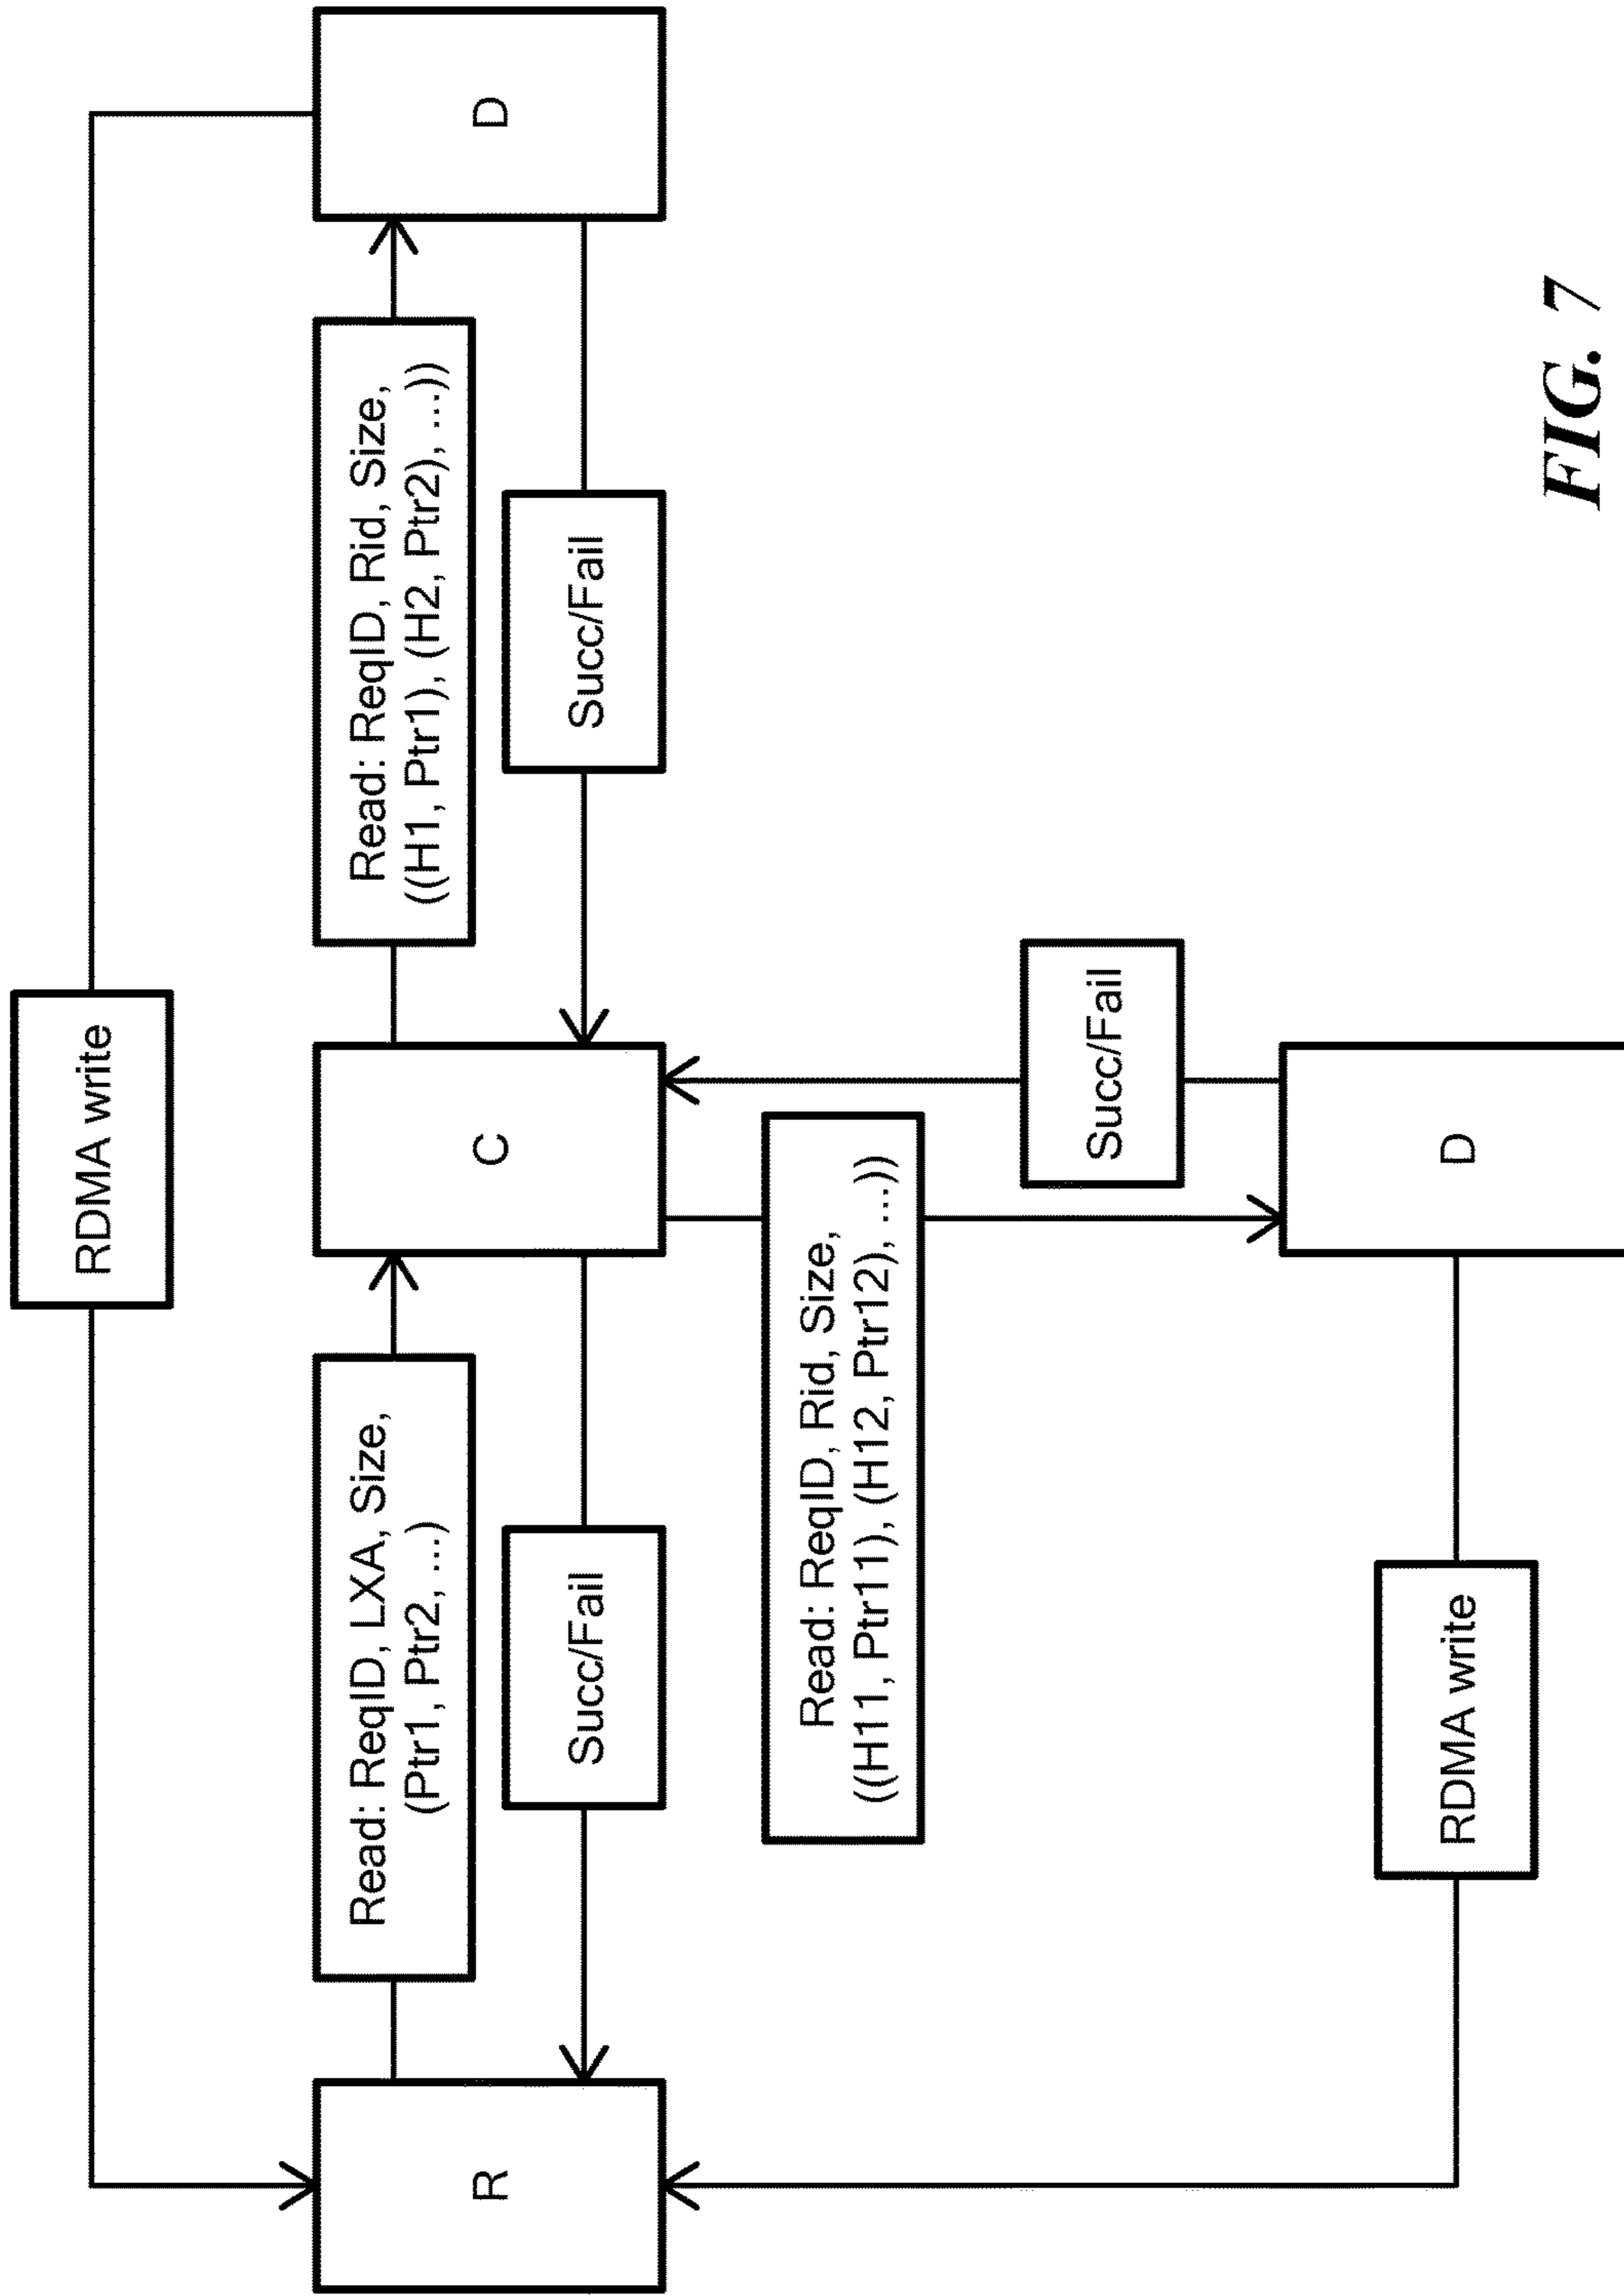 RDMA write
R
Read: ReqID, LXA, Size,
(Ptr1, Ptr2, ...)
Succ/Fail
C
Read: ReqID, Rid, Size,
((H1, Ptr1), (H2, Ptr2), ...))
Succ/Fail
D
Read: ReqID, Rid, Size,
((H11, Ptr11), (H12, Ptr12), ...))
Succ/Fail
RDMA write
D
FIG. 7